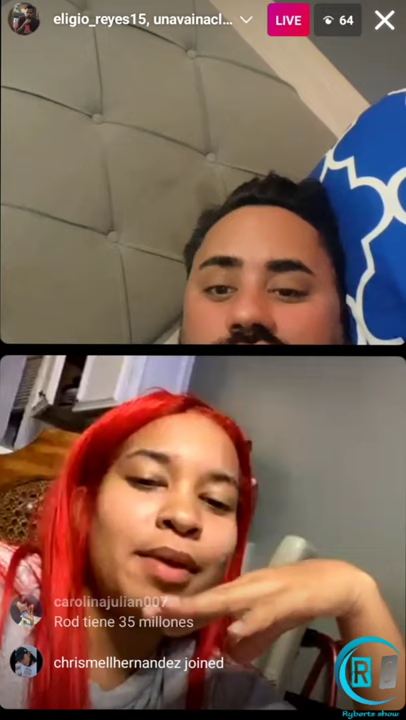 eligio_reyes15, unavainacl...
LIVE
64
carolinajulian007
Rod tiene 35 millones
chrismellhernandez joined
R
Ryberts show